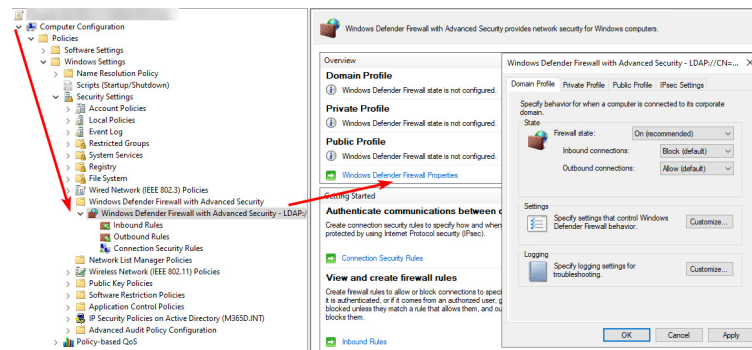 Computer Configuration
Policies
Software Settings
Windows Settings
Name Resolution Policy
Scripts (Startup/Shutdown)
Security Settings
Account Policies
Local Policies
Event Log
Restricted Groups
System Services
Registry
File System
Wired Network (IEEE 802.3) Policies
Windows Defender Firewall with Advanced Security
Windows Defender Firewall with Advanced Security - LDAP:/
Inbound Rules
Outbound Rules
Connection Security Rules
Network List Manager Policies
Wireless Network (IEEE 802.11) Policies
Public Key Policies
Software Restriction Policies
Application Control Policies
IP Security Policies on Active Directory (M365D.INT)
Advanced Audit Policy Configuration
Policy-based QoS
Windows Defender Firewall with Advanced Security provides network security for Windows computers.
Overview
Domain Profile
Windows Defender Firewall state is not configured.
Private Profile
Windows Defender Firewall state is not configured.
Public Profile
Windows Defender Firewall state is not configured.
Windows Defender Firewall Properties
Getting Started
Authenticate communications between
Create connection security rules to specify how and when
protected by using Internet Protocol security (IPsec).
Connection Security Rules
View and create firewall rules
Create firewall rules to allow or block connections to speci
it is authenticated, or if it comes from an authorized user, g
blocked unless they match a rule that allows them, and ou
blocks them.
Inbound Rules
Windows Defender Firewall with Advanced Security - LDAP://CN=...
Domain Profile Private Profile Public Profile IPsec Settings
Specify behavior for when a computer is connected to its corporate
domain.
State
Firewall state: On (recommended)
Inbound connections: Block (default)
Outbound connections: Allow (default)
Settings
Specify settings that control Windows
Defender Firewall behavior.
Customize...
Logging
Specify logging settings for
troubleshooting.
Customize...
OK Cancel Apply